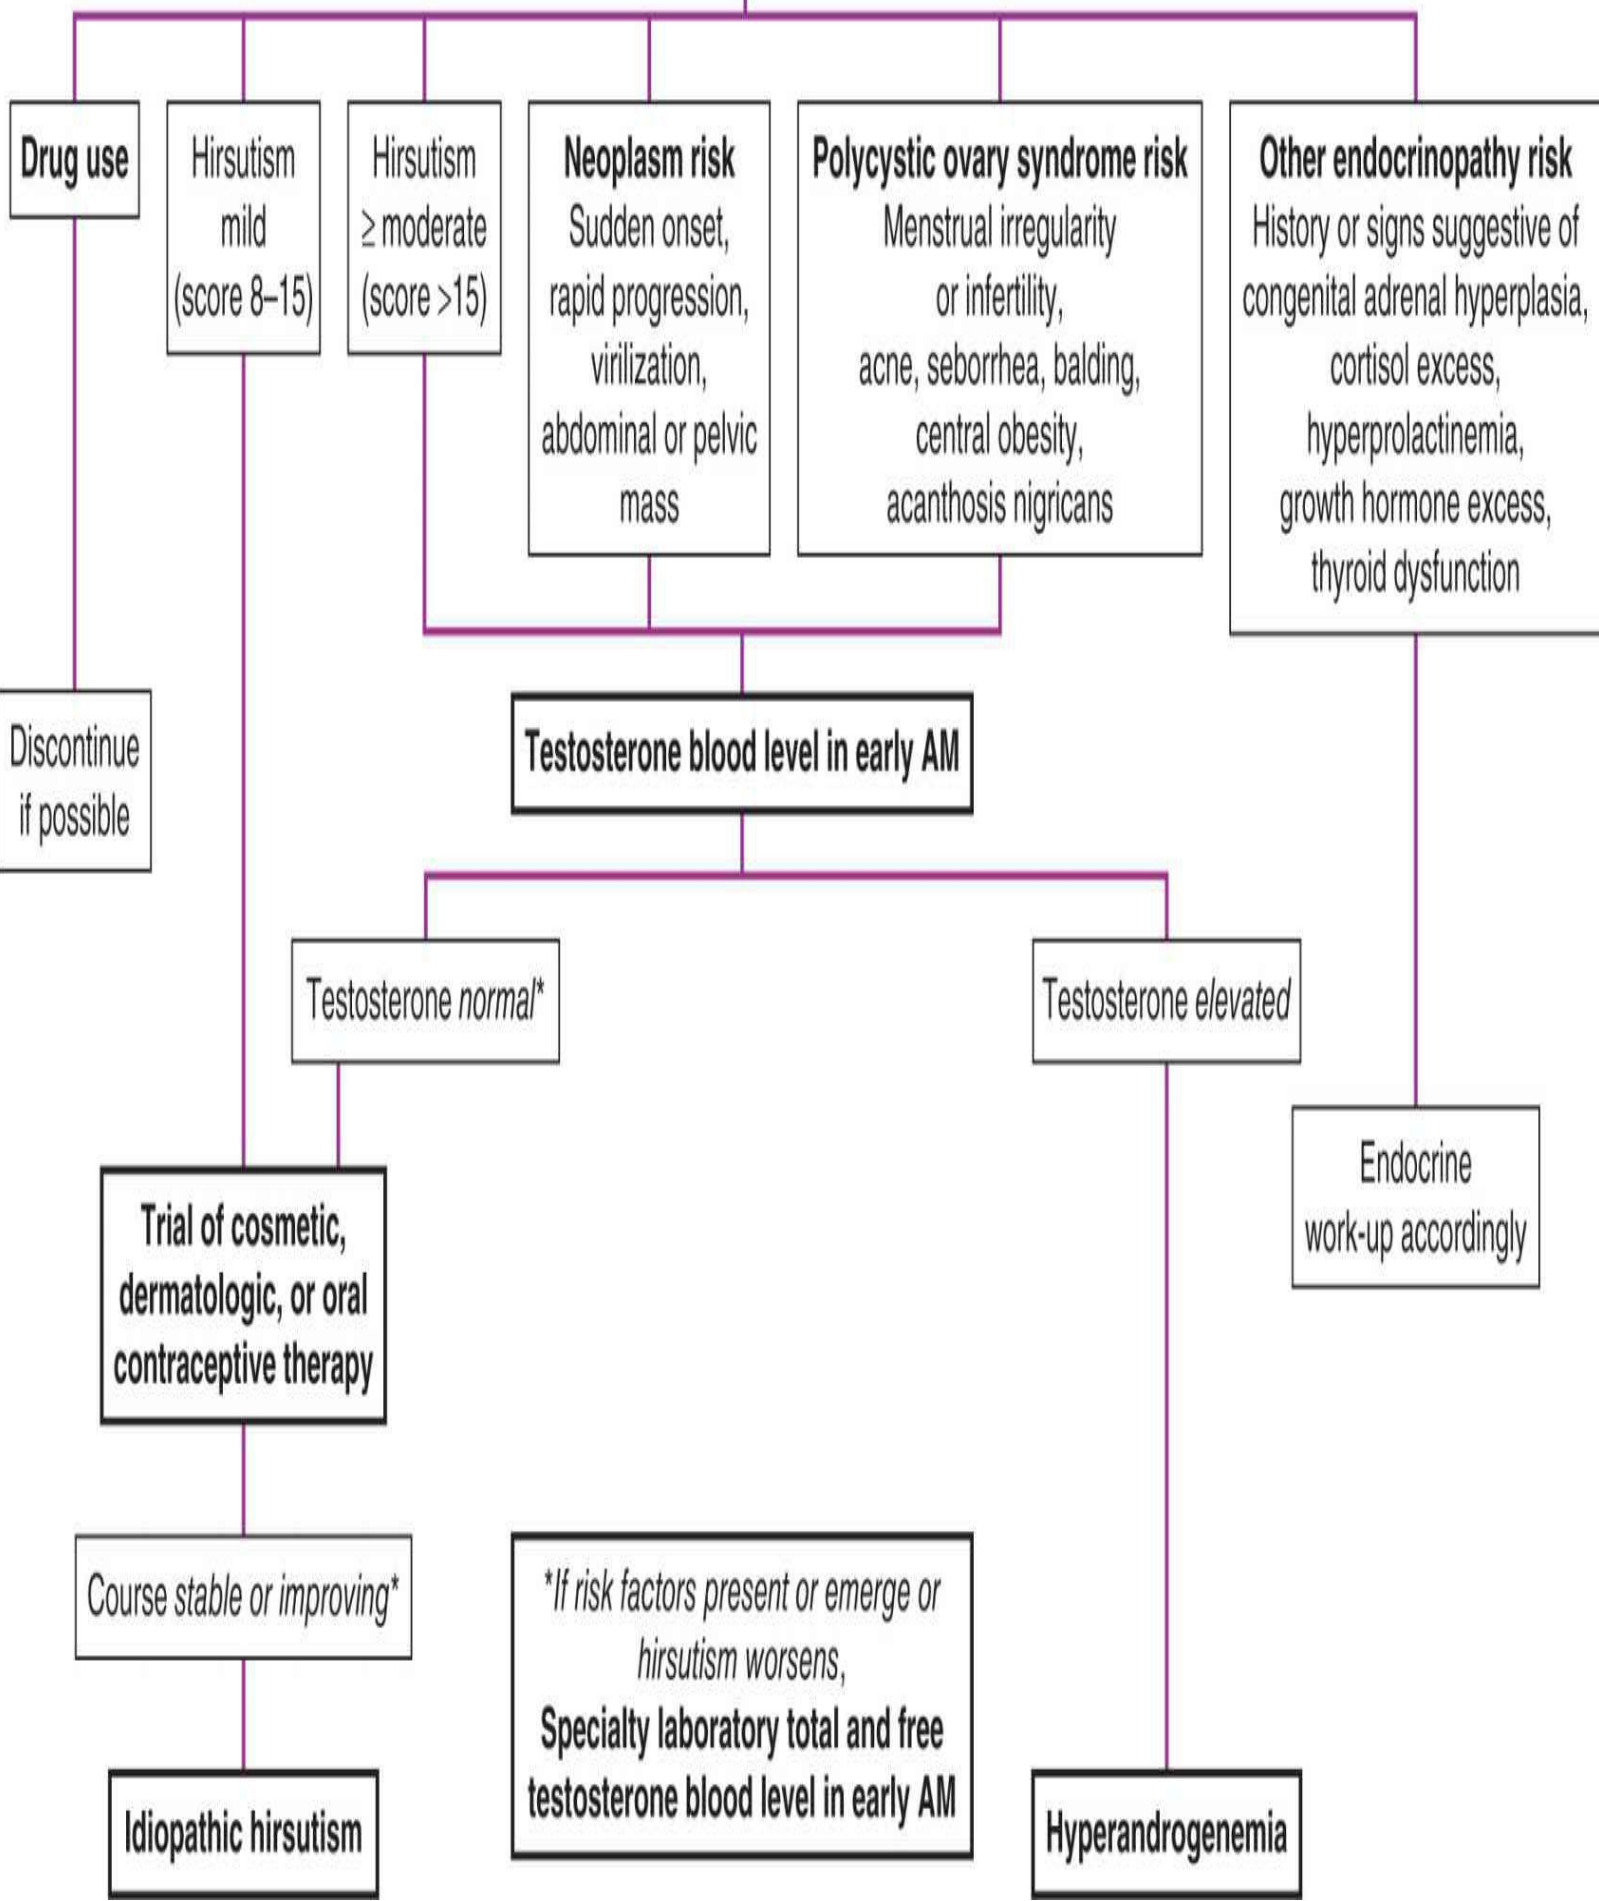 Drug use
Hirsutism
mild
(score 8–15)
Hirsutism
≥ moderate
(score >15)
Neoplasm risk
Sudden onset,
rapid progression,
virilization,
abdominal or pelvic
mass
Polycystic ovary syndrome risk
Menstrual irregularity
or infertility,
acne, seborrhea, balding,
central obesity,
acanthosis nigricans
Other endocrinopathy risk
History or signs suggestive of
congenital adrenal hyperplasia,
cortisol excess,
hyperprolactinemia,
growth hormone excess,
thyroid dysfunction
Discontinue
if possible
Testosterone blood level in early AM
Testosterone normal*
Testosterone elevated
Endocrine
work-up accordingly
Trial of cosmetic,
dermatologic, or oral
contraceptive therapy
Course stable or improving*
*If risk factors present or emerge or
hirsutism worsens,
Specialty laboratory total and free
testosterone blood level in early AM
Idiopathic hirsutism
Hyperandrogenemia